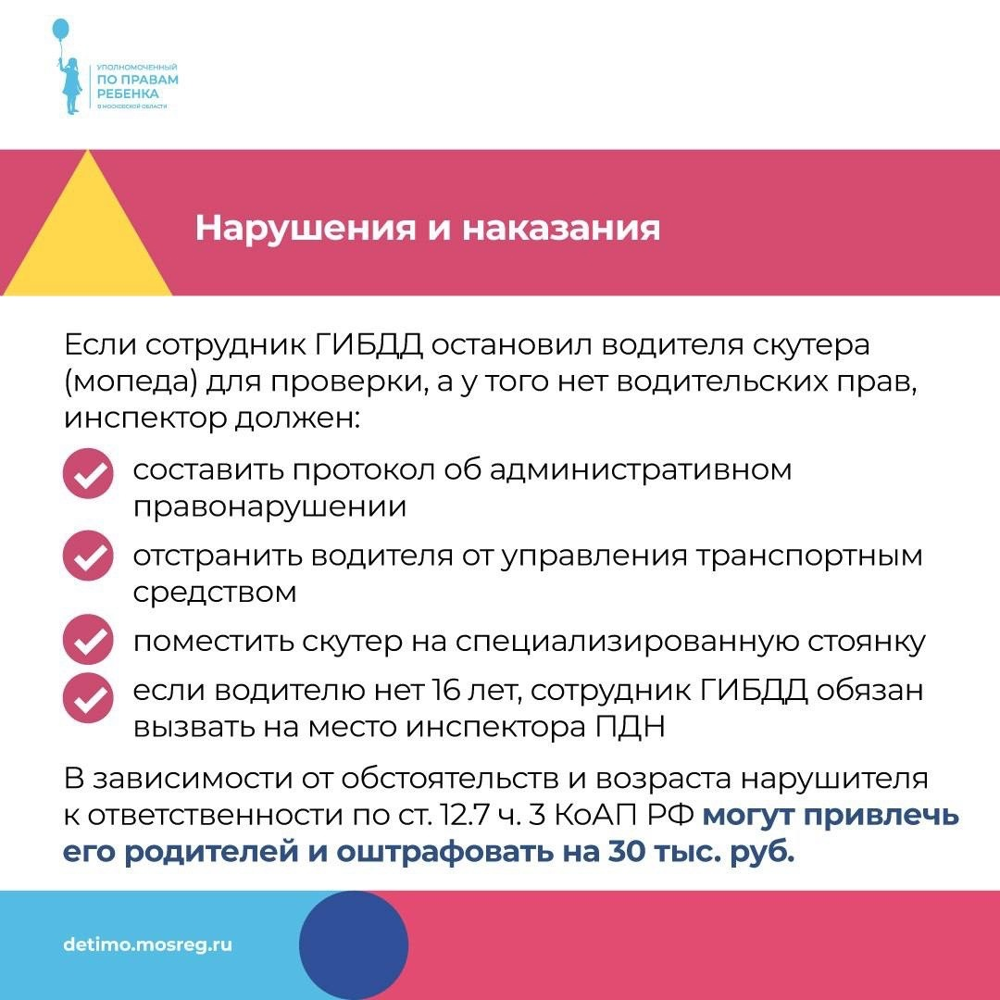 УПОЛНОМОЧЕННЫЙ
ПО ПРАВАМ
РЕБЕНКА
В МОСКОВСКОЙ ОБЛАСТИ
Нарушения и наказания
Если сотрудник ГИБДД остановил водителя скутера
(мопеда) для проверки, а у того нет водительских прав,
инспектор должен:
составить протокол об административном
правонарушении
отстранить водителя от управления транспортным
средством
поместить скутер на специализированную стоянку
если водителю нет 16 лет, сотрудник ГИБДД обязан
вызвать на место инспектора ПДН
В зависимости от обстоятельств и возраста нарушителя
к ответственности по ст. 12.7 ч. 3 КоАП РФ могут привлечь
его родителей и оштрафовать на 30 тыс. руб.
detimo.mosreg.ru